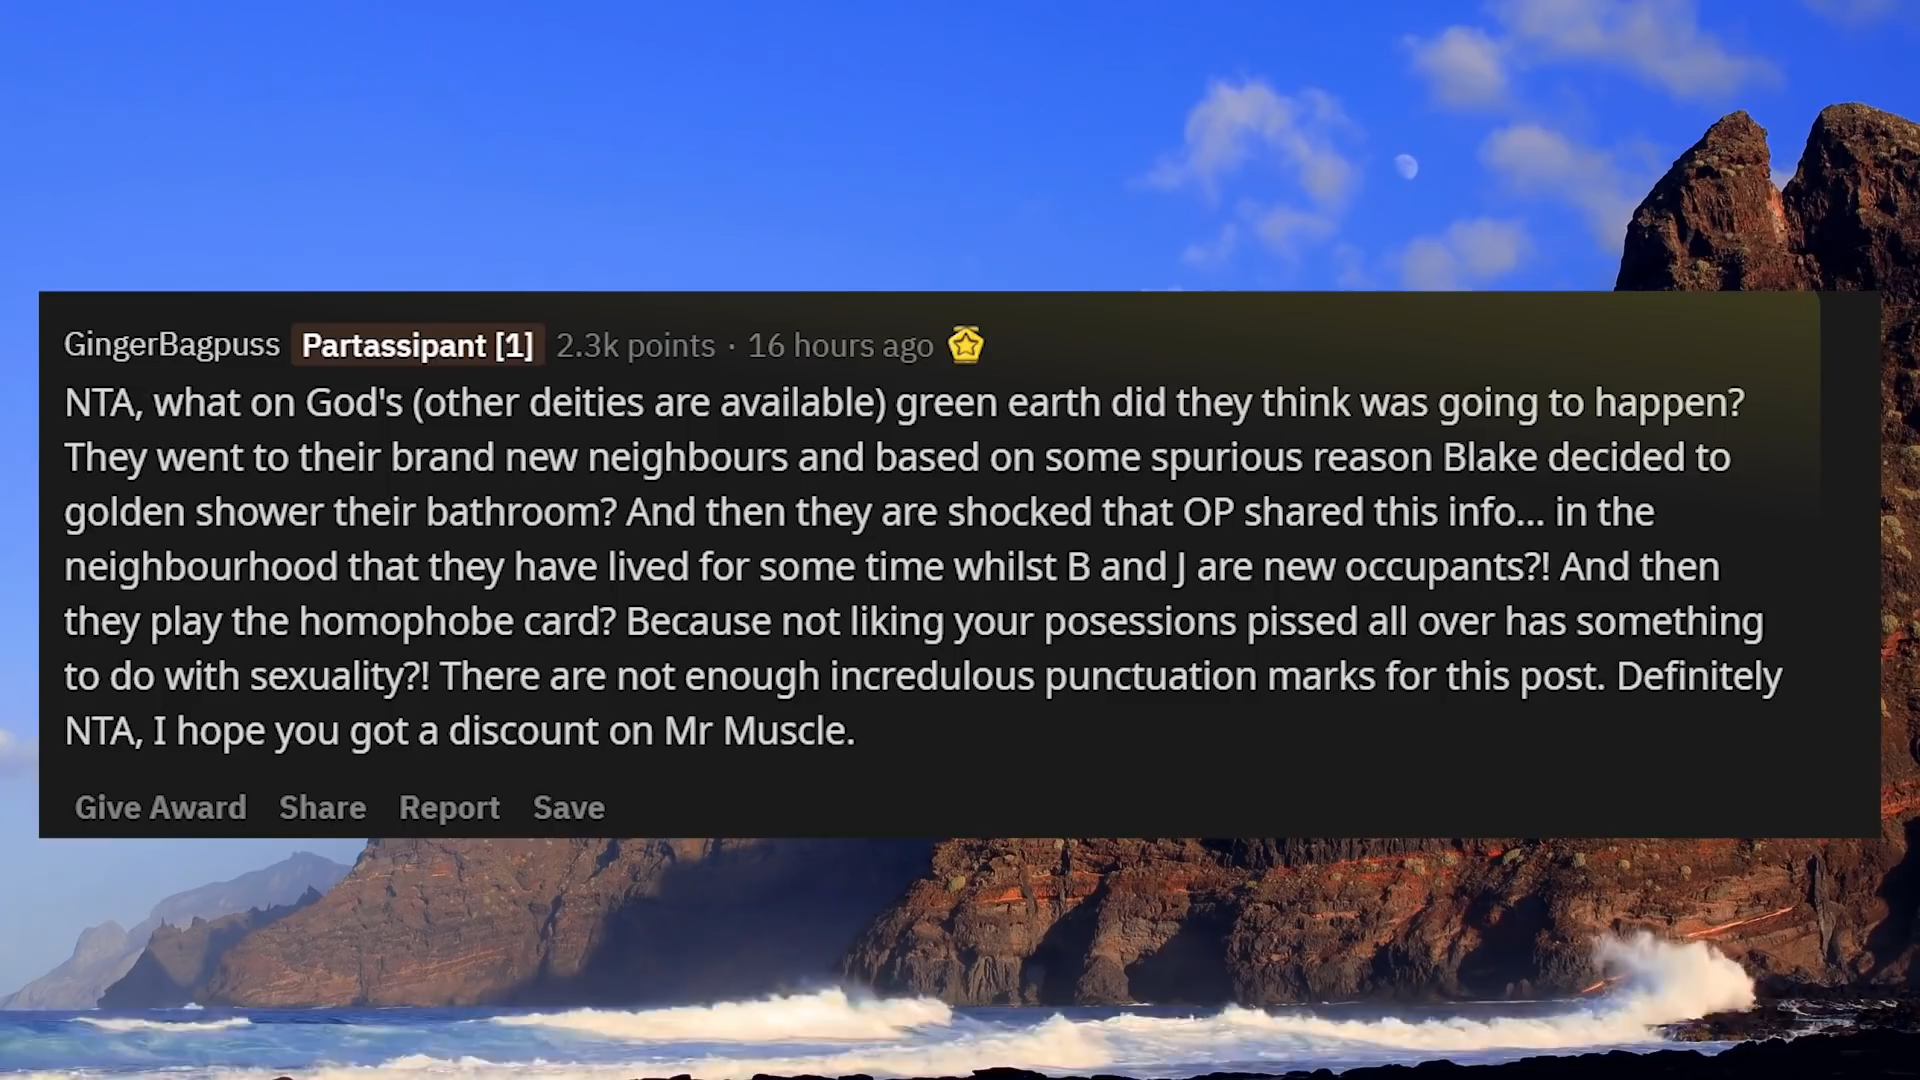 GingerBagpuss Partassipant [1] 2.3k points · 16 hours ago
NTA, what on God's (other deities are available) green earth did they think was going to happen?
They went to their brand new neighbours and based on some spurious reason Blake decided to
golden shower their bathroom? And then they are shocked that OP shared this info... in the
neighbourhood that they have lived for some time whilst B and J are new occupants?! And then
they play the homophobe card? Because not liking your posessions pissed all over has something
to do with sexuality?! There are not enough incredulous punctuation marks for this post. Definitely
NTA, I hope you got a discount on Mr Muscle.
Give Award Share Report Save